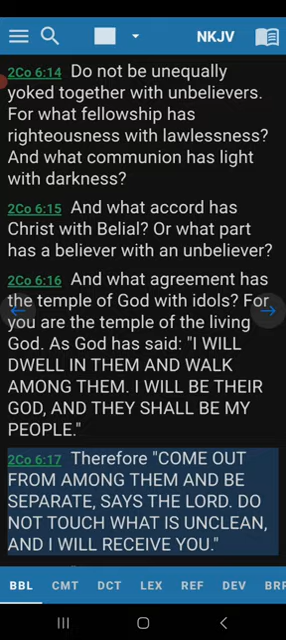 NKJV
2Co 6:14 Do not be unequally
yoked together with unbelievers.
For what fellowship has
righteousness with lawlessness?
And what communion has light
with darkness?
2Co 6:15 And what accord has
Christ with Belial? Or what part
has a believer with an unbeliever?
2Co 6:16 And what agreement has
the temple of God with idols? For
you are the temple of the living
God. As God has said: "I WILL
DWELL IN THEM AND WALK
AMONG THEM. I WILL BE THEIR
GOD, AND THEY SHALL BE MY
PEOPLE."
2Co 6:17 Therefore "COME OUT
FROM AMONG THEM AND BE
SEPARATE, SAYS THE LORD. DO
NOT TOUCH WHAT IS UNCLEAN,
AND I WILL RECEIVE YOU."
BBL CMT DCT LEX REF DEV BRF